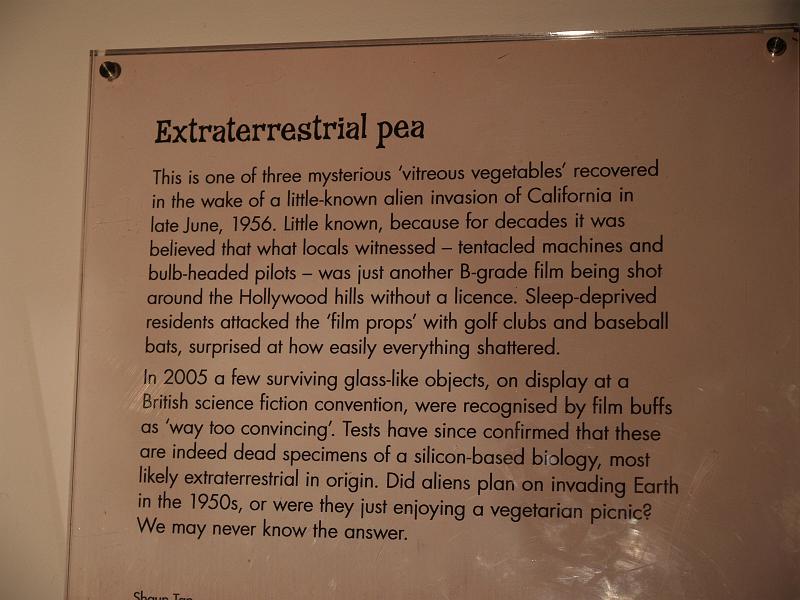 Extraterrestrial pea
This is one of three mysterious 'vitreous vegetables' recovered
in the wake of a little-known alien invasion of California in
late June, 1956. Little known, because for decades it was
believed that what locals witnessed – tentacled machines and
bulb-headed pilots – was just another B-grade film being shot
around the Hollywood hills without a licence. Sleep-deprived
residents attacked the 'film props' with golf clubs and baseball
bats, surprised at how easily everything shattered.
In 2005 a few surviving glass-like objects, on display at a
British science fiction convention, were recognised by film buffs
as 'way too convincing'. Tests have since confirmed that these
are indeed dead specimens of a silicon-based biology, most
likely extraterrestrial in origin. Did aliens plan on invading Earth
in the 1950s, or were they just enjoying a vegetarian picnic?
We may never know the answer.
Shaun Tan